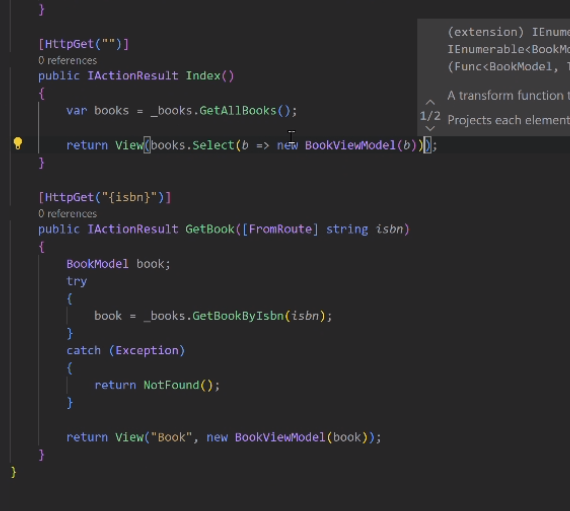 }
[HttpGet("")]
0 references
public IActionResult Index()
{
var books = _books.GetAllBooks();
return View(books.Select(b => new BookViewModel(b)));
}
[HttpGet("{isbn}")]
0 references
public IActionResult GetBook([FromRoute] string isbn)
{
BookModel book;
try
{
book = _books.GetBookByIsbn(isbn);
}
catch (Exception)
{
return NotFound();
}
return View("Book", new BookViewModel(book));
}
}
(extension) IEnume
IEnumerable<BookMo
(Func<BookModel, T
A transform function t
1/2
Projects each element